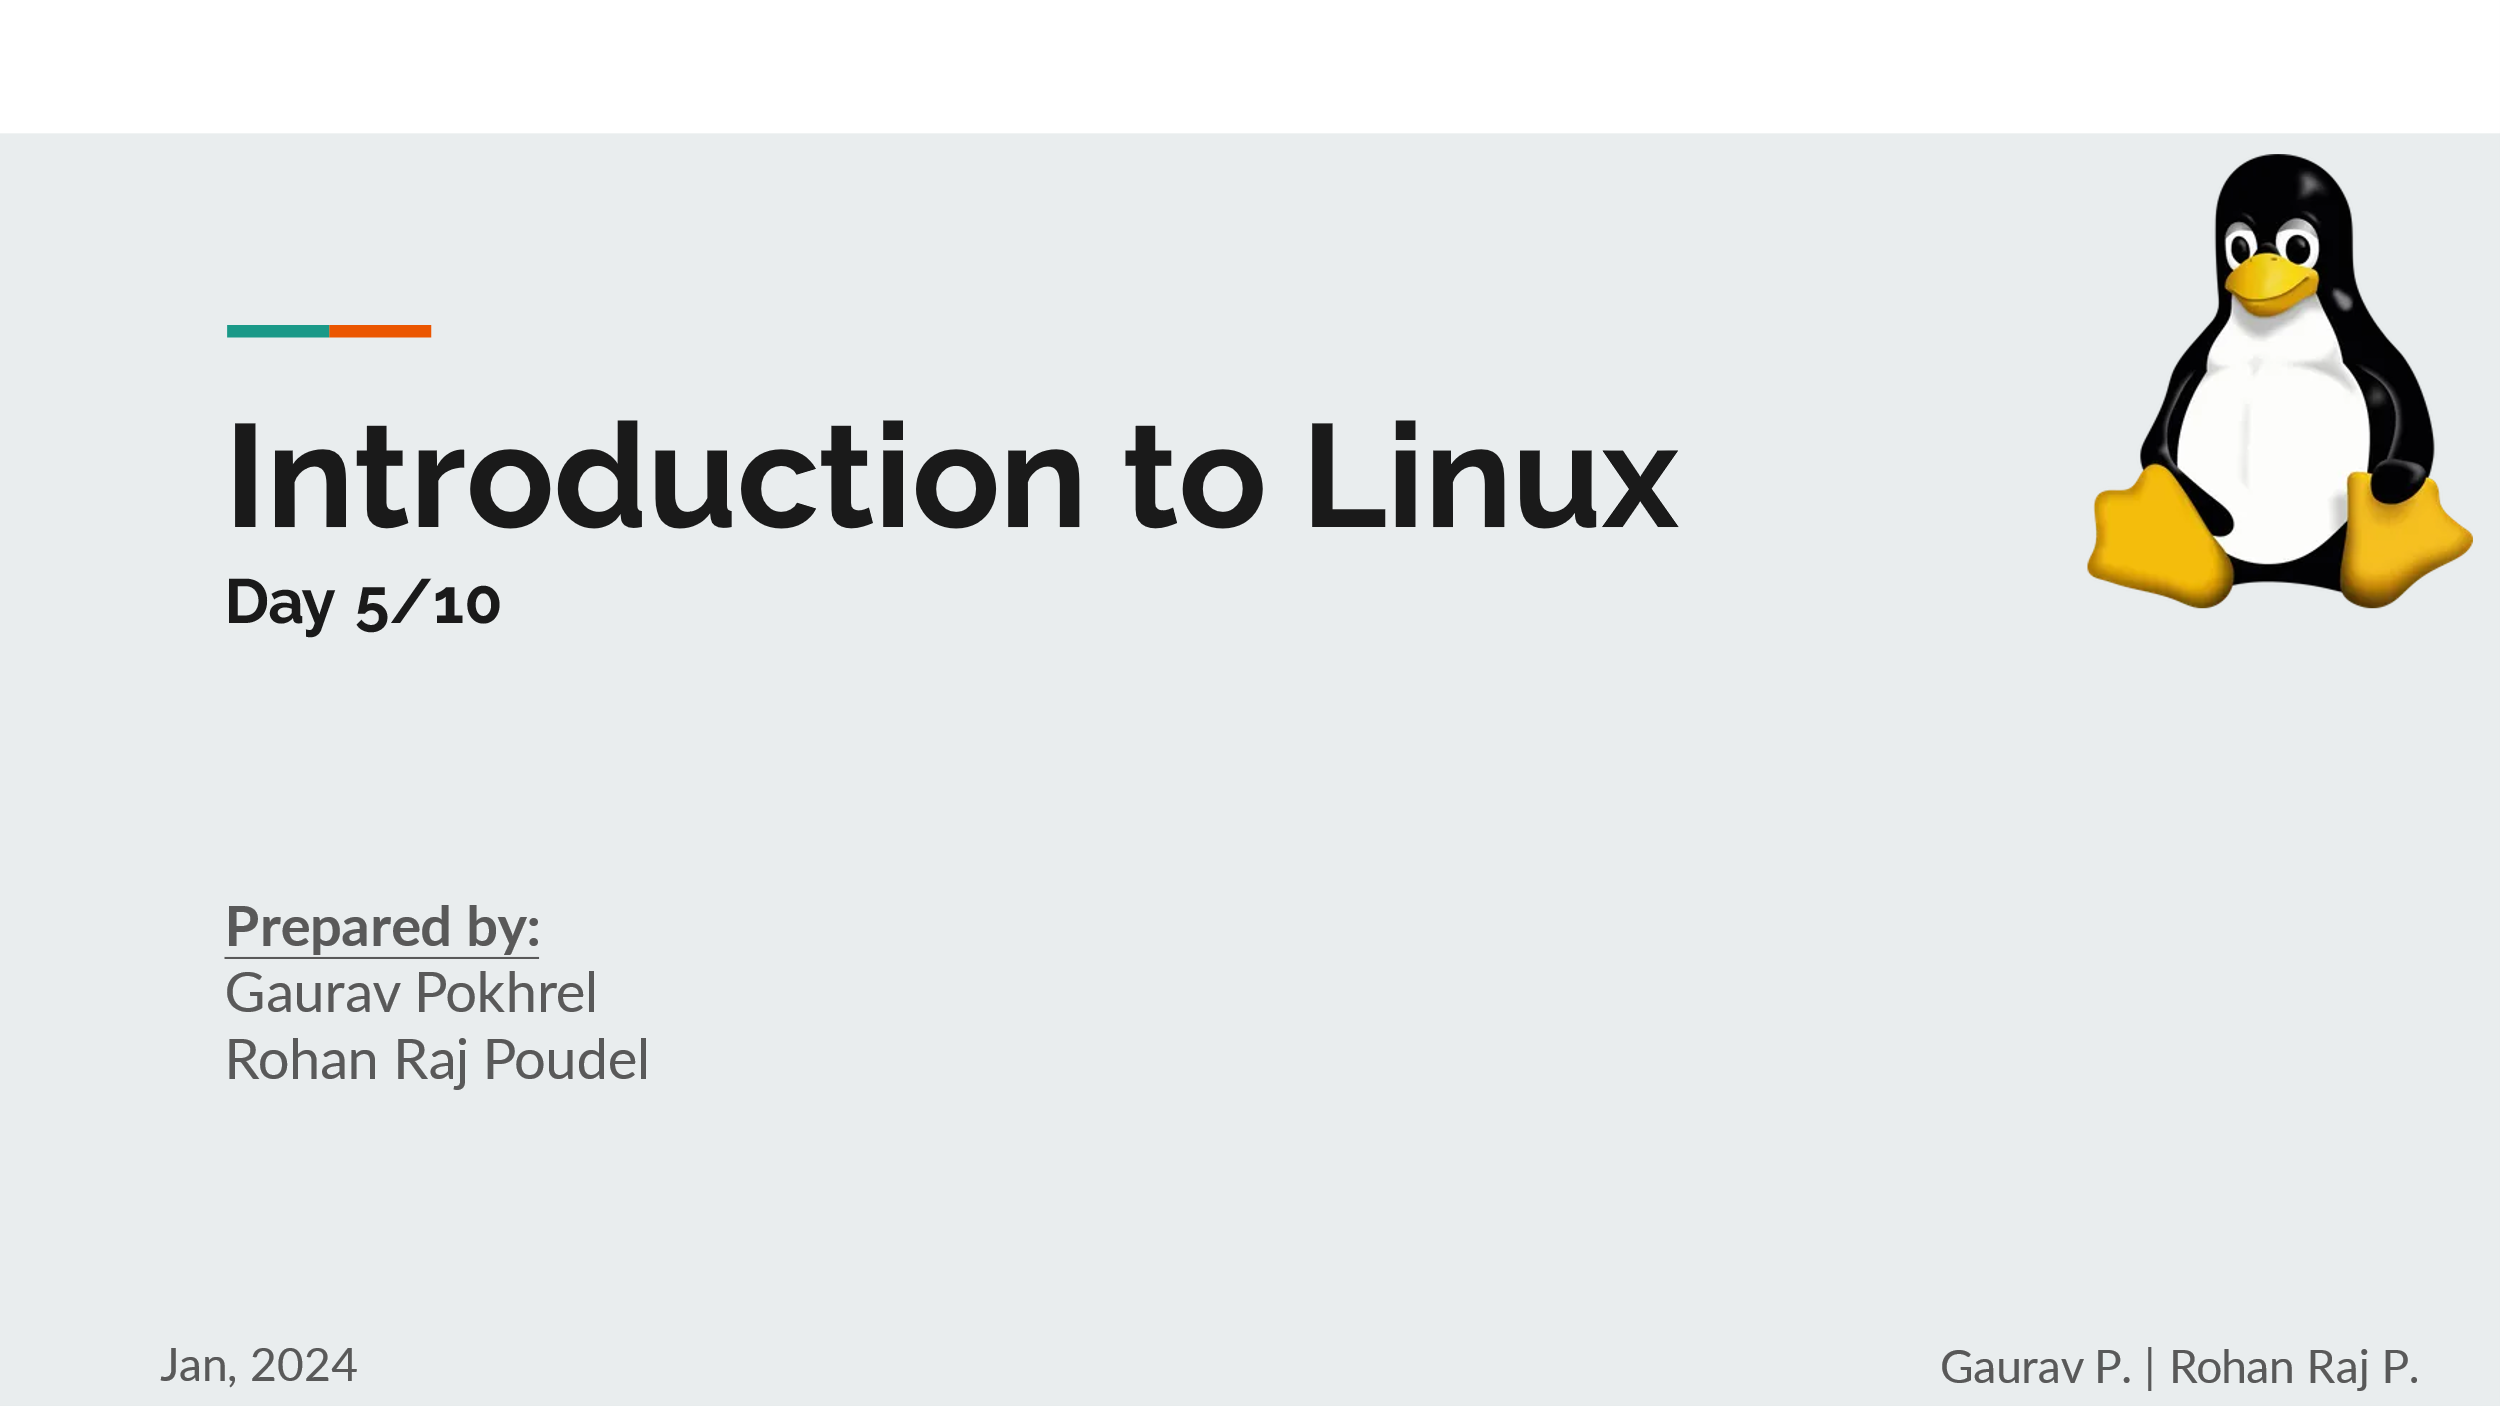 Introduction to Linux
Day 5/10
Prepared by:
Gaurav Pokhrel
Rohan Raj Poudel
Jan, 2024
Gaurav P. | Rohan Raj P.